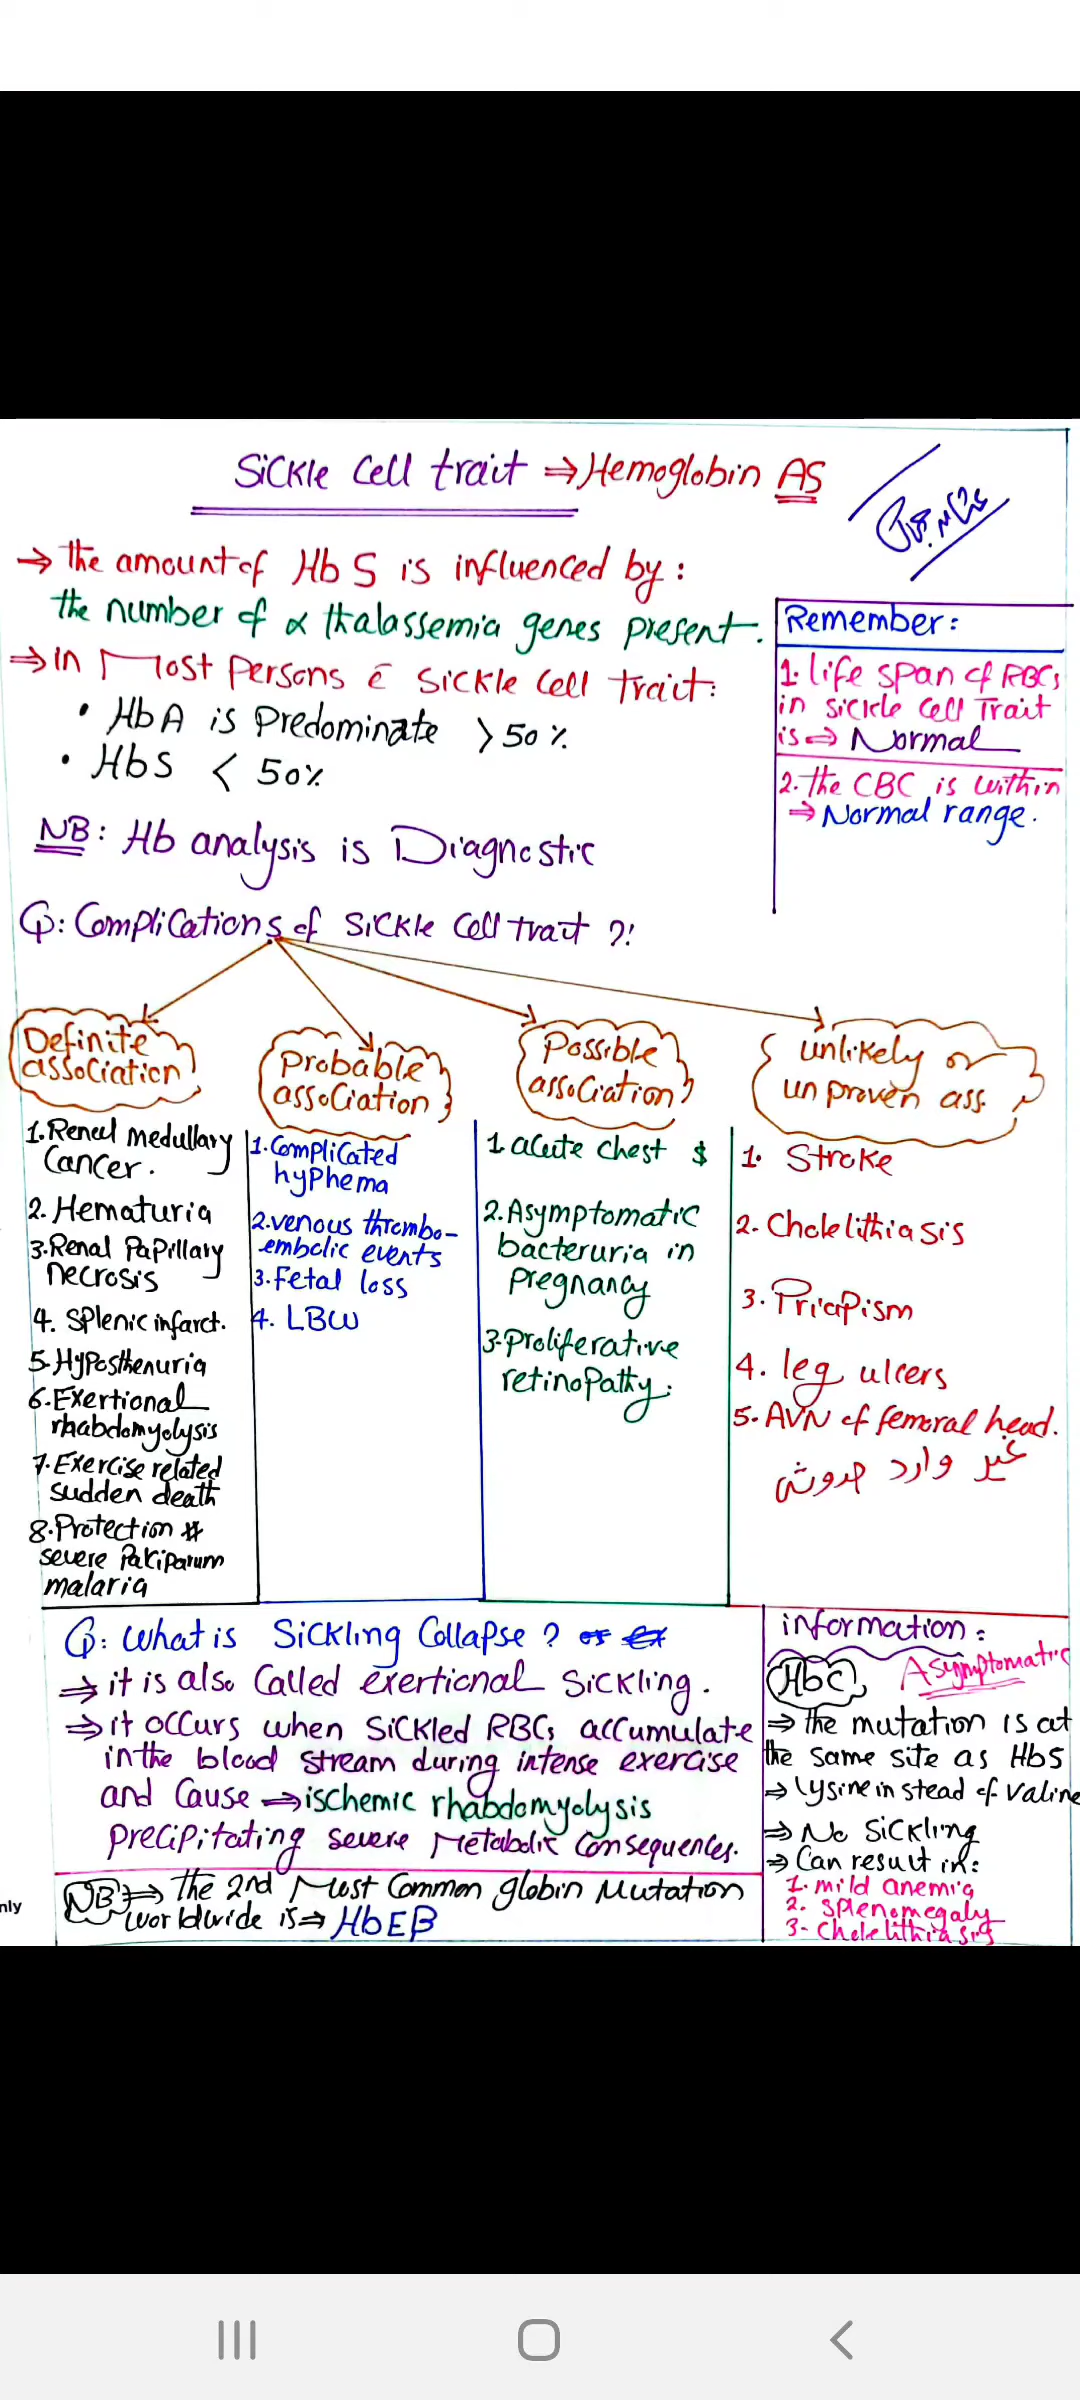 Sickle Cell trait ⇒ Hemoglobin AS
→ the amount of Hb S is influenced by :
the number of α thalassemia genes present.
⇒ in Most Persons c̄ Sickle Cell Trait:
• HbA is Predominate > 50 %
• HbS < 50%
NB : Hb analysis is Diagnostic
Remember :
1. life span of RBCs
in sickle cell Trait
is ⇒ Normal
2. the CBC is within
⇒ Normal range.
Q: Complications of Sickle Cell trait ?!
Definite
association
1. Renal medullary
Cancer.
2. Hematuria
3. Renal Papillary
necrosis
4. Splenic infarct.
5. Hyposthenuria
6. Exertional
rhabdomyolysis
7. Exercise related
sudden death
8. Protection #
severe
malaria
Probable
association
1. Complicated
hyphema
2. venous thrombo-
embolic events
3. Fetal loss
4. LBW
Possible
association
1. acute chest $
2. Asymptomatic
bacteruria in
pregnancy
3. Proliferative
retinopathy.
unlikely or
unproven ass.
1. Stroke
2. Cholelithiasis
3. Priapism
4. leg ulcers
5. AVN of femoral head.
غير وارد حدوثه
Q: What is Sickling Collapse ?
⇒ it is also Called exertional Sickling.
⇒ it occurs when Sickled RBCs accumulate
in the blood stream during intense exercise
and Cause ⇒ ischemic rhabdomyolysis
Precipitating severe Metabolic Consequences.
NB ⇒ the 2nd Most Common globin Mutation
worldwide is ⇒ HbEβ
information :
HbC Asymptomatic
⇒ The mutation is at
the same site as HbS
⇒ Lysine in stead of valine
⇒ No Sickling
⇒ Can result in :
1. mild anemia
2. Splenomegaly
3- Cholelithiasis
nly